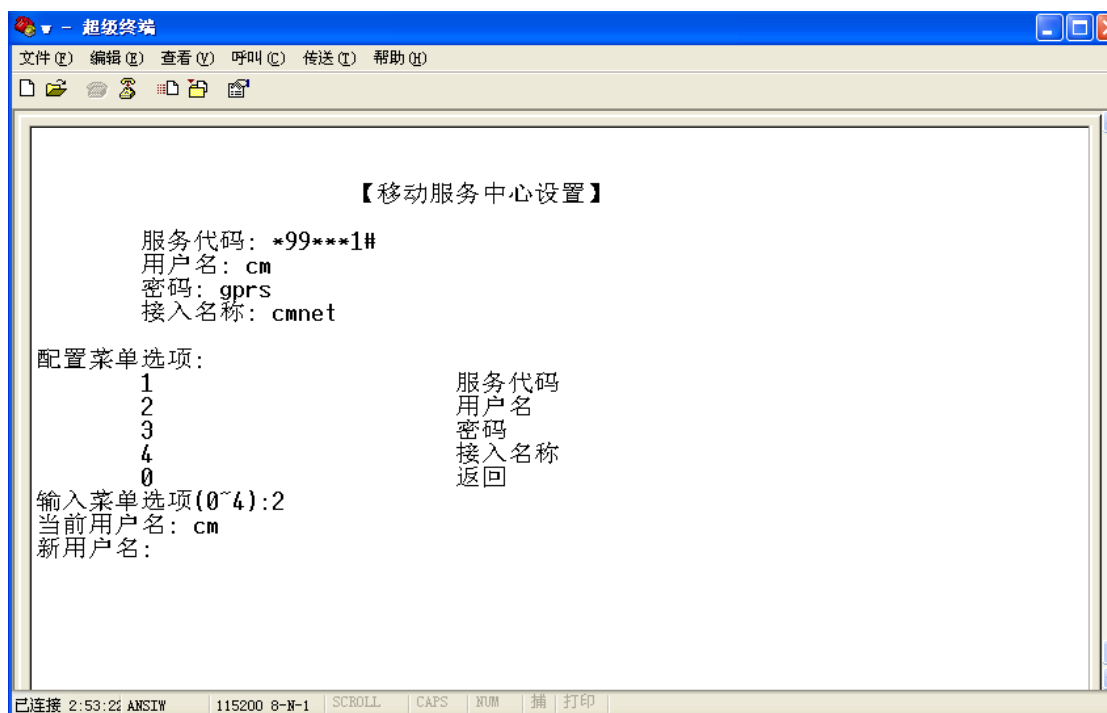 w - 超级终端
文件(F) 编辑(E) 查看(V) 呼叫(C) 传送(T) 帮助(H)
【移动服务中心设置】
服务代码: *99***1#
用户名: cm
密码: gprs
接入名称: cmnet
配置菜单选项:
1 服务代码
2 用户名
3 密码
4 接入名称
0 返回
输入菜单选项(0~4):2
当前用户名: cm
新用户名:
已连接 2:53:22 ANSIW 115200 8-N-1 SCROLL CAPS NUM 捕 打印